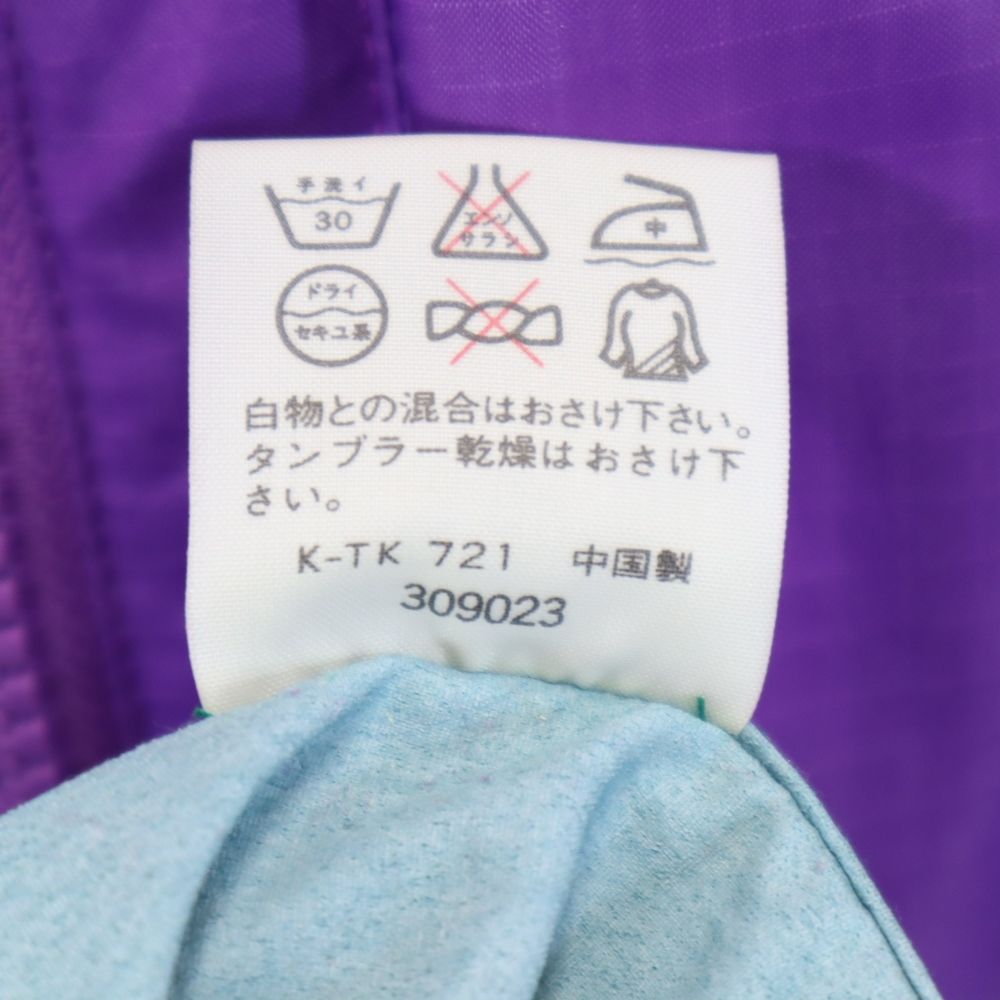 手洗イ
30
エンソ
サラシ
中
ドライ
セキユ系
白物との混合はおさけ下さい。
タンブラー乾燥はおさけ下
さい。
K-TK 721 中国製
309023